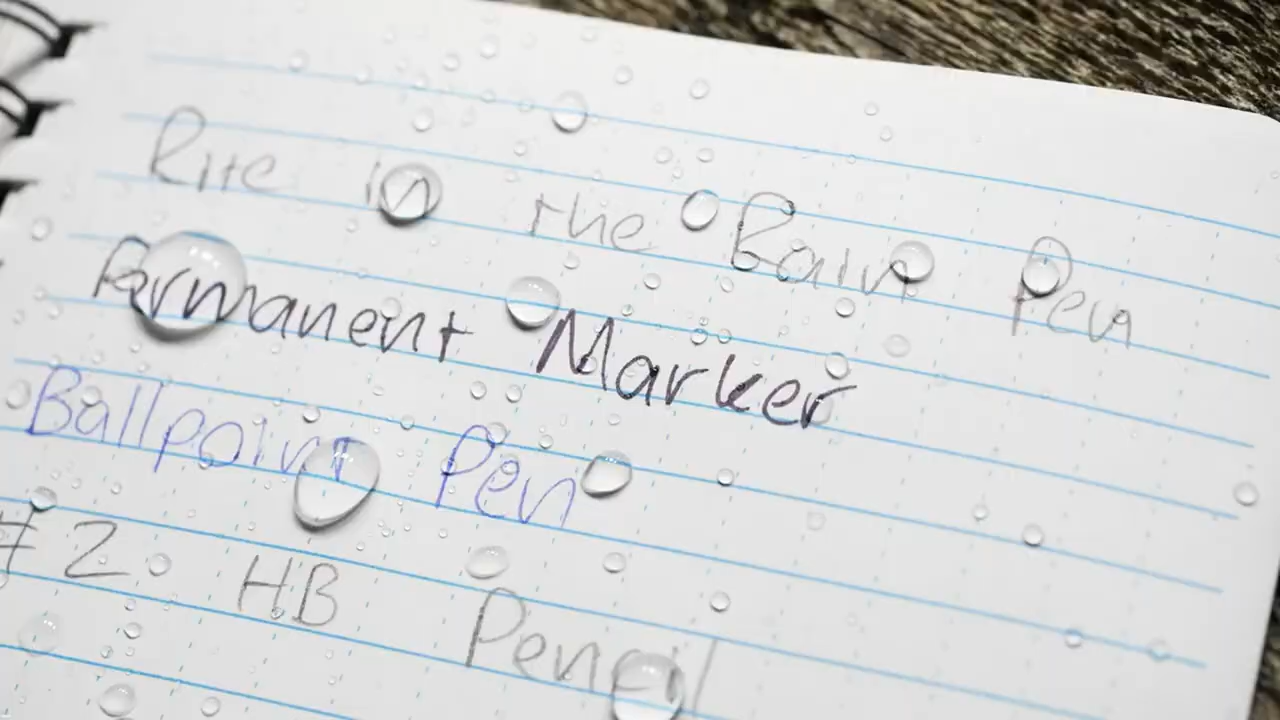 Rite in the Rain Pen
Permanent Marker
Ballpoint Pen
#2 HB Pencil